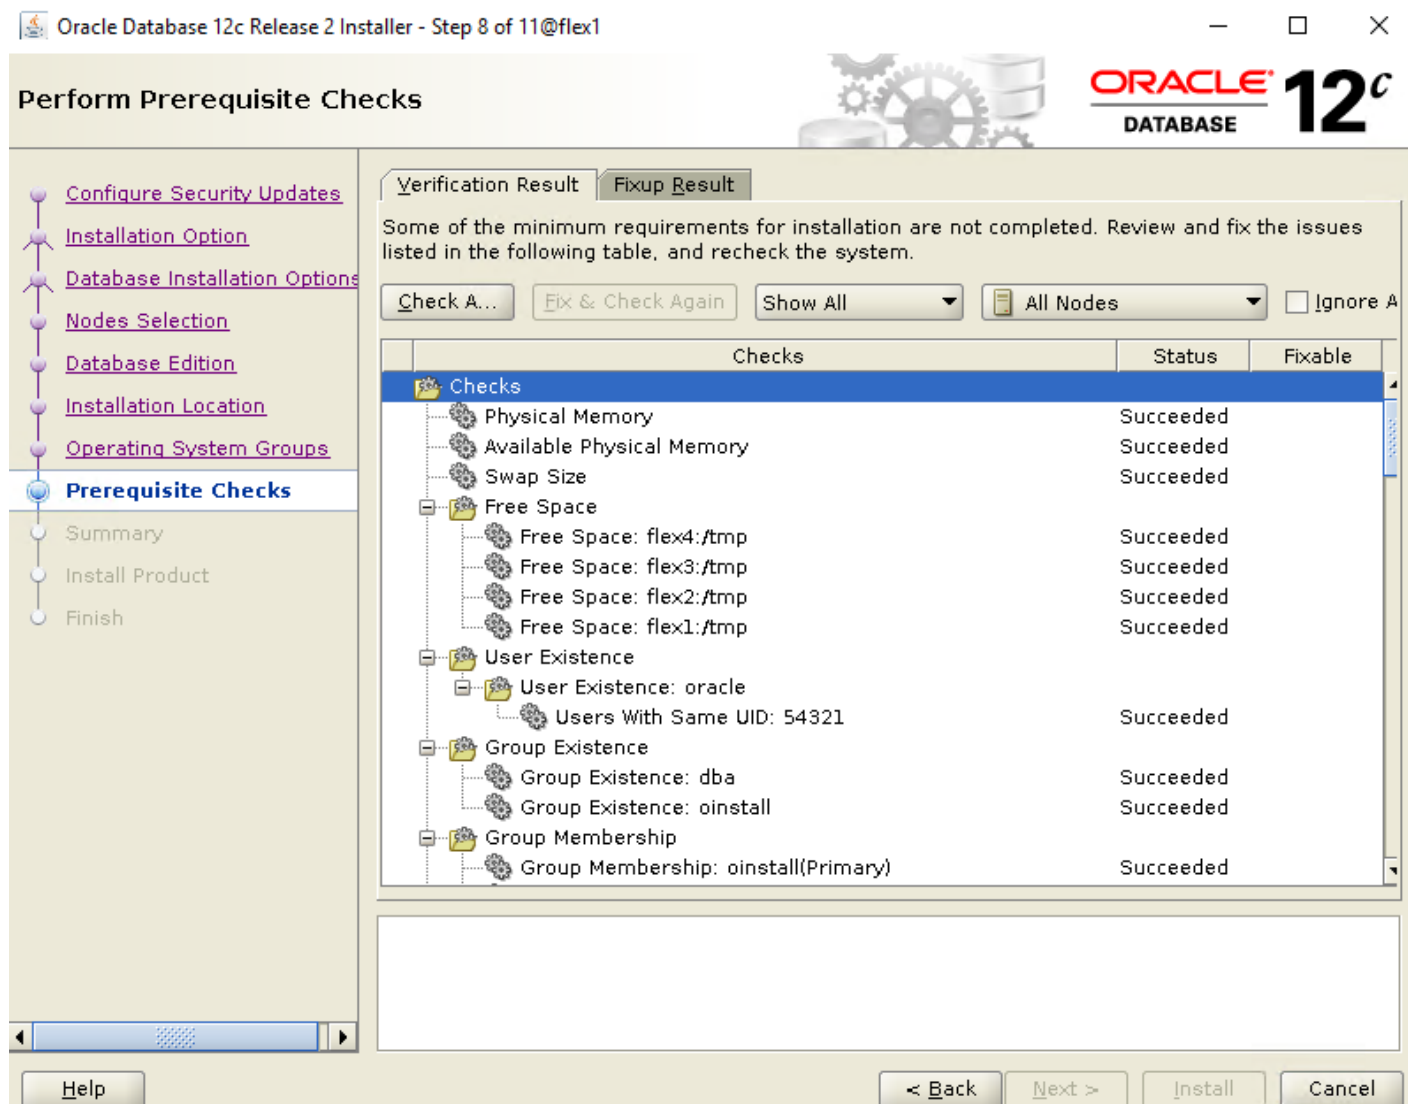 Oracle Database 12c Release 2 Installer - Step 8 of 11@flex1
Perform Prerequisite Checks
ORACLE
DATABASE
12c
Configure Security Updates
Installation Option
Database Installation Options
Nodes Selection
Database Edition
Installation Location
Operating System Groups
Prerequisite Checks
Summary
Install Product
Finish
Verification Result
Fixup Result
Some of the minimum requirements for installation are not completed. Review and fix the issues
listed in the following table, and recheck the system.
Check A...
Fix & Check Again
Show All
All Nodes
Ignore A
Checks Status Fixable
Checks
Physical Memory Succeeded
Available Physical Memory Succeeded
Swap Size Succeeded
Free Space
Free Space: flex4:/tmp Succeeded
Free Space: flex3:/tmp Succeeded
Free Space: flex2:/tmp Succeeded
Free Space: flex1:/tmp Succeeded
User Existence
User Existence: oracle
Users With Same UID: 54321 Succeeded
Group Existence
Group Existence: dba Succeeded
Group Existence: oinstall Succeeded
Group Membership
Group Membership: oinstall(Primary) Succeeded
Help
< Back
Next >
Install
Cancel